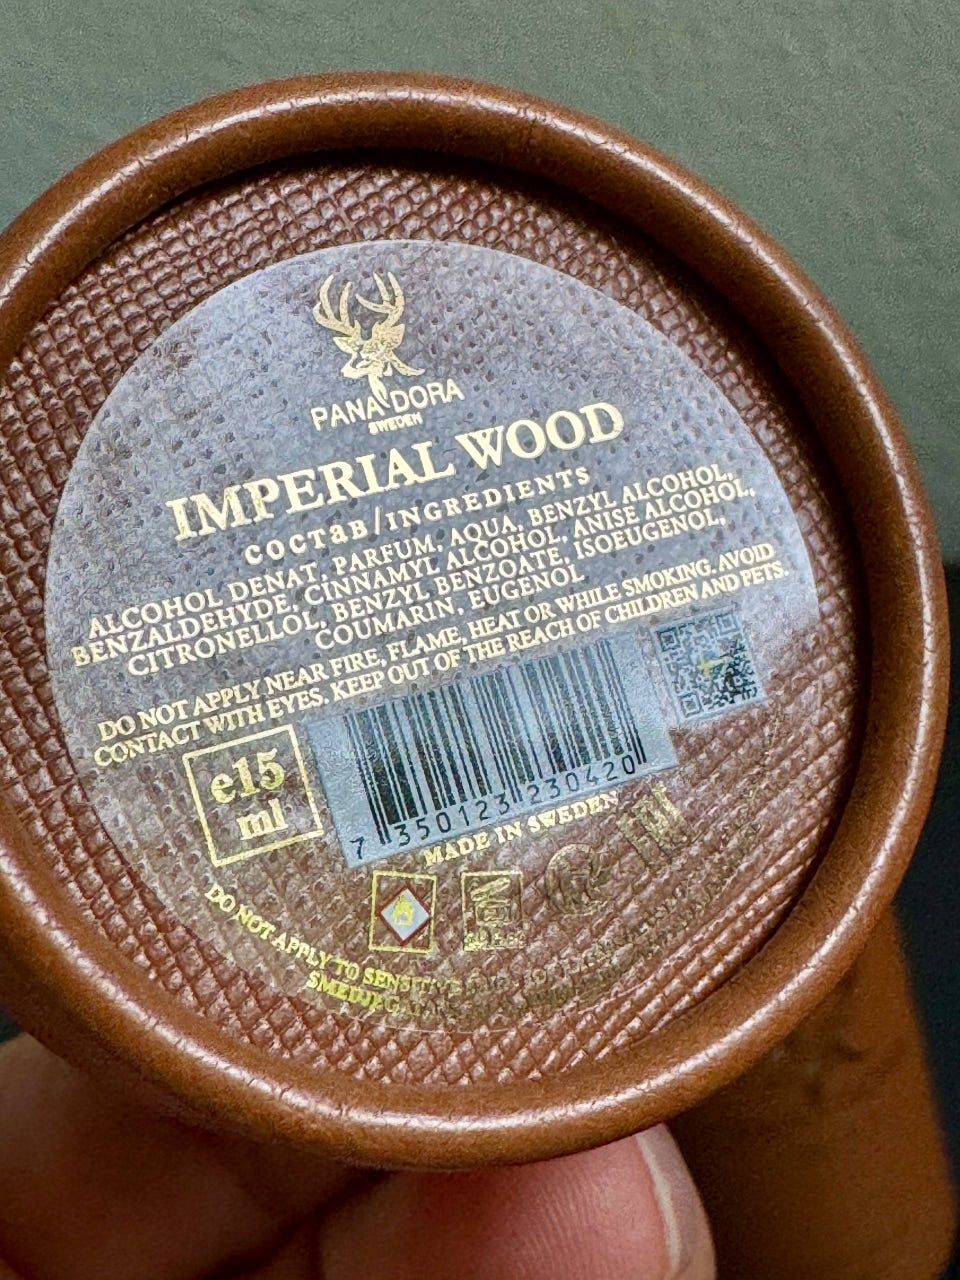 PANA DORA
SWEDEN
IMPERIAL WOOD
состав/INGREDIENTS
ALCOHOL DENAT, PARFUM, AQUA, BENZYL ALCOHOL,
BENZALDEHYDE, CINNAMYL ALCOHOL, ANISE ALCOHOL,
CITRONELLOL, BENZYL BENZOATE, ISOEUGENOL,
COUMARIN, EUGENOL
DO NOT APPLY NEAR FIRE, FLAME, HEAT OR WHILE SMOKING. AVOID
CONTACT WITH EYES. KEEP OUT OF THE REACH OF CHILDREN AND PETS.
e15
ml
7 350123 230420
MADE IN SWEDEN
DO NOT APPLY TO SENSITIVE